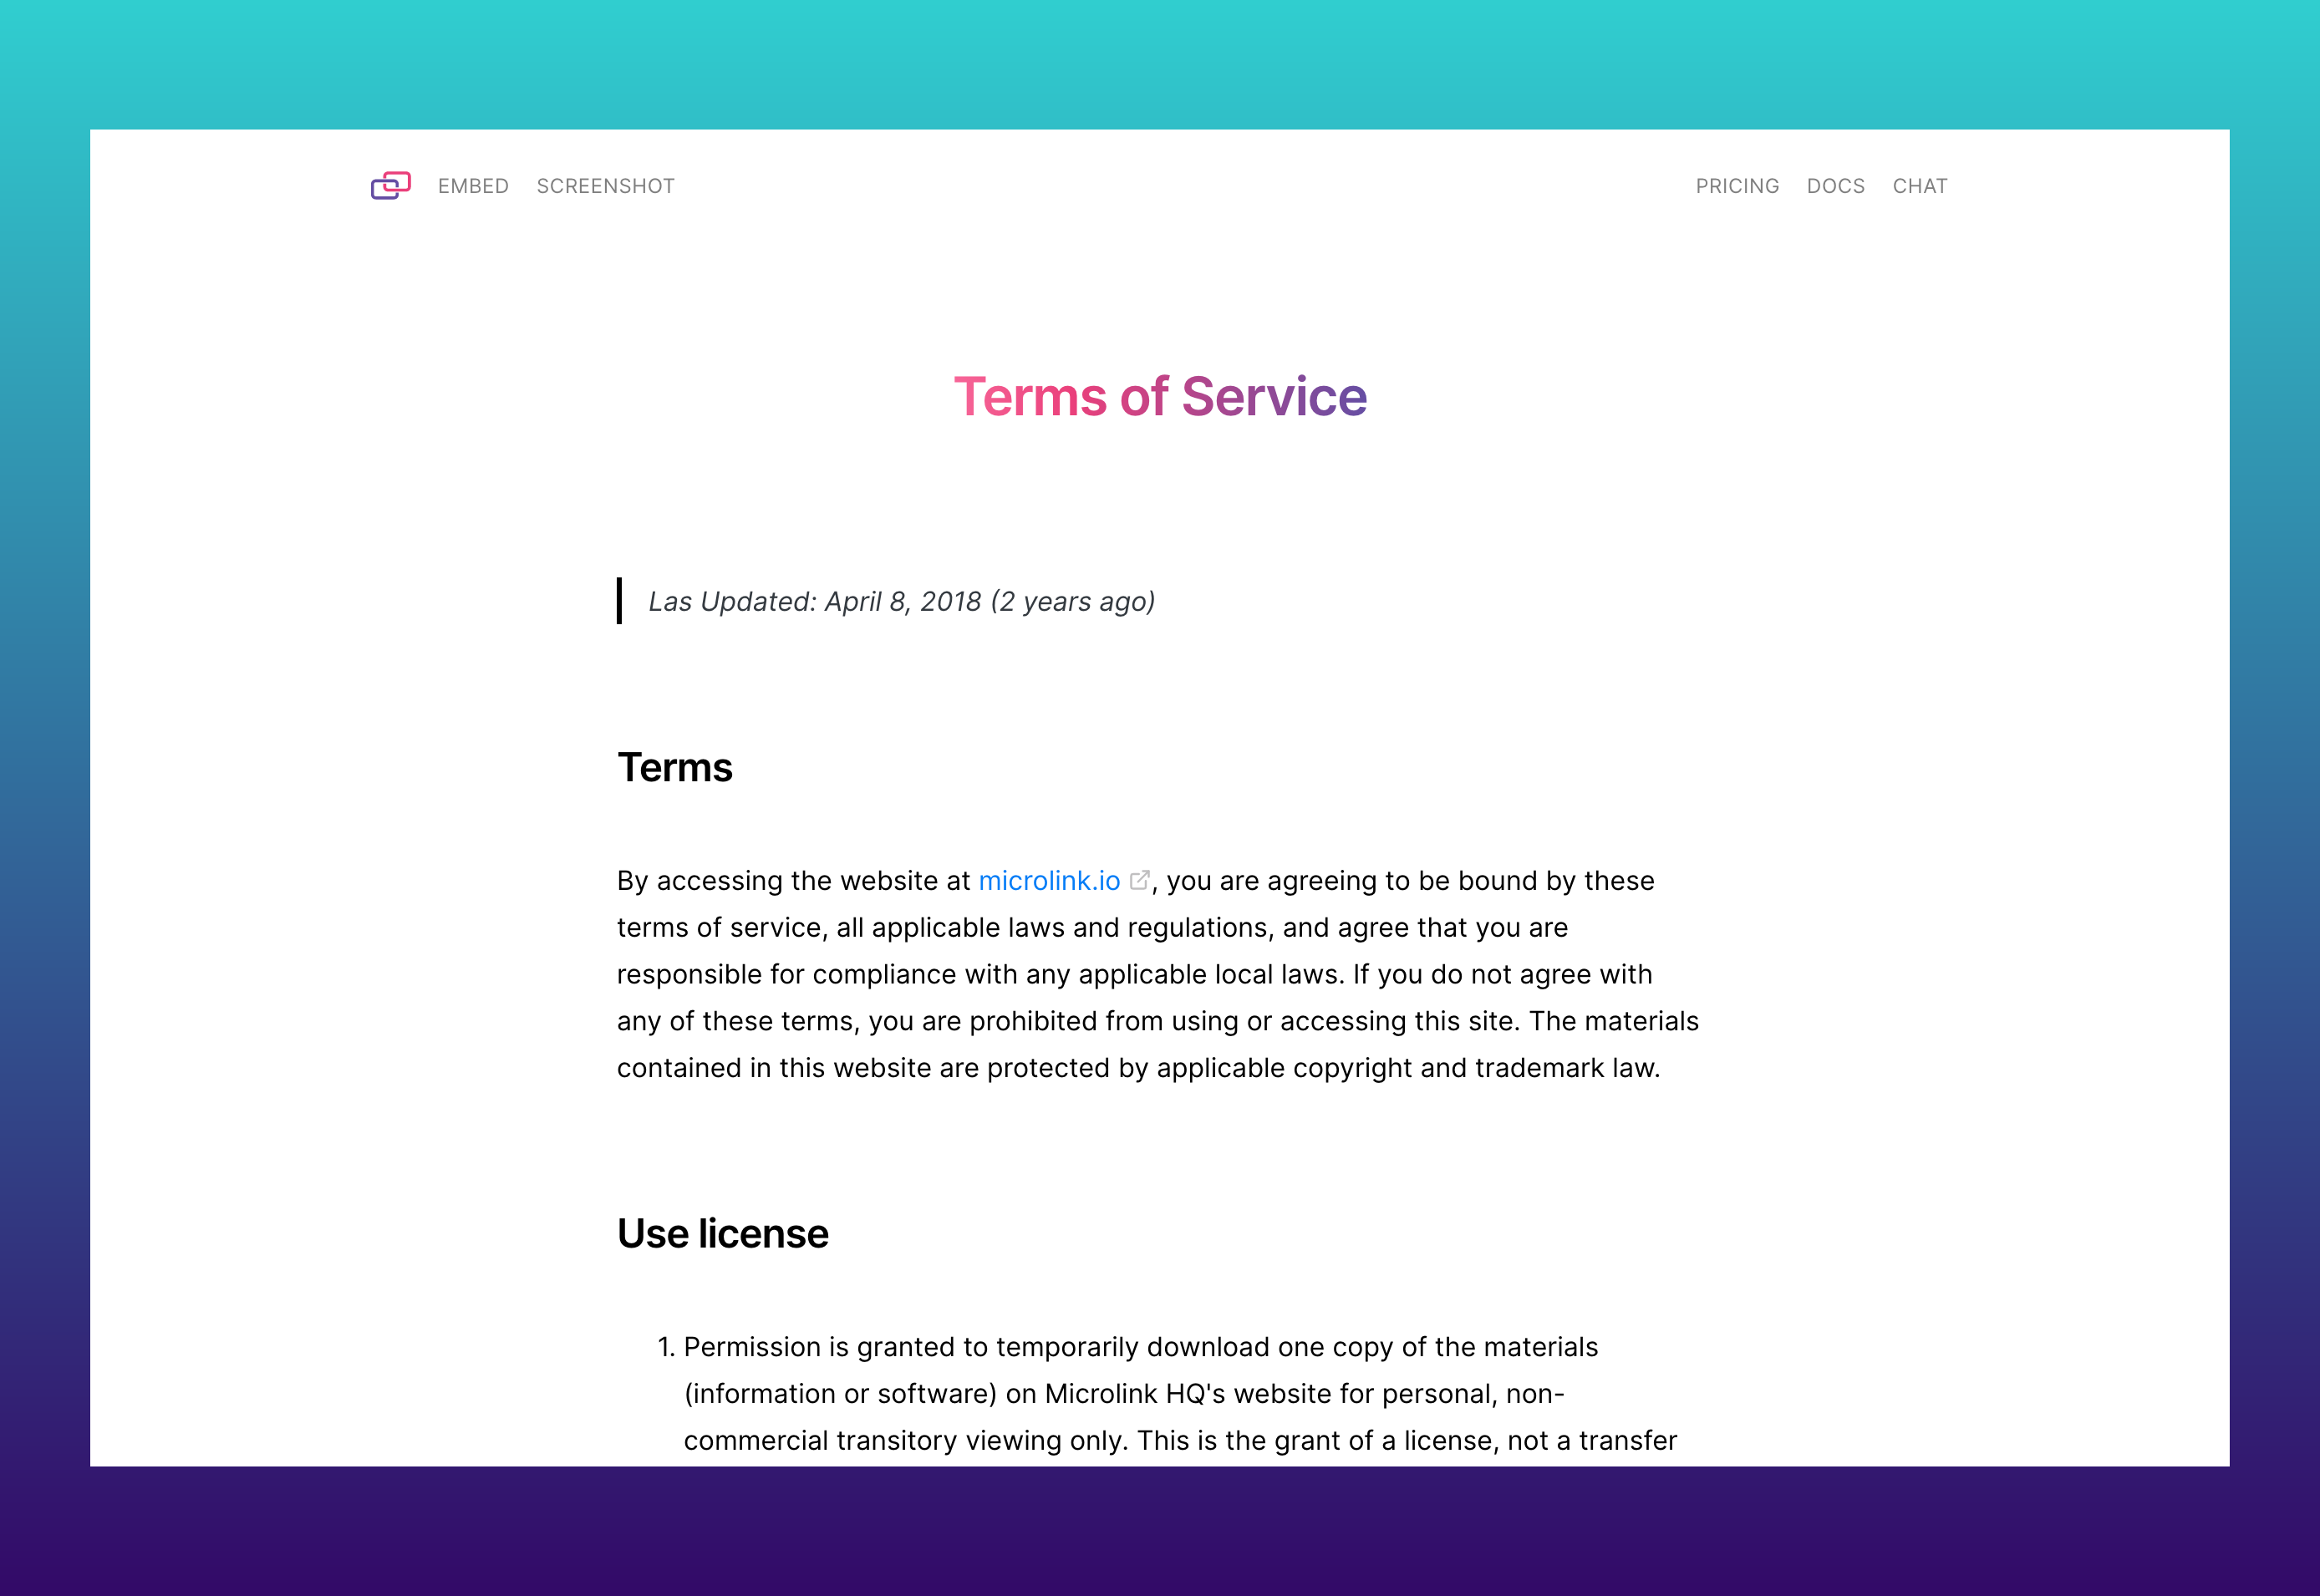 EMBED SCREENSHOT PRICING DOCS CHAT
Terms of Service
Las Updated: April 8, 2018 (2 years ago)
Terms
By accessing the website at microlink.io , you are agreeing to be bound by these
terms of service, all applicable laws and regulations, and agree that you are
responsible for compliance with any applicable local laws. If you do not agree with
any of these terms, you are prohibited from using or accessing this site. The materials
contained in this website are protected by applicable copyright and trademark law.
Use license
1. Permission is granted to temporarily download one copy of the materials
(information or software) on Microlink HQ's website for personal, non-
commercial transitory viewing only. This is the grant of a license, not a transfer